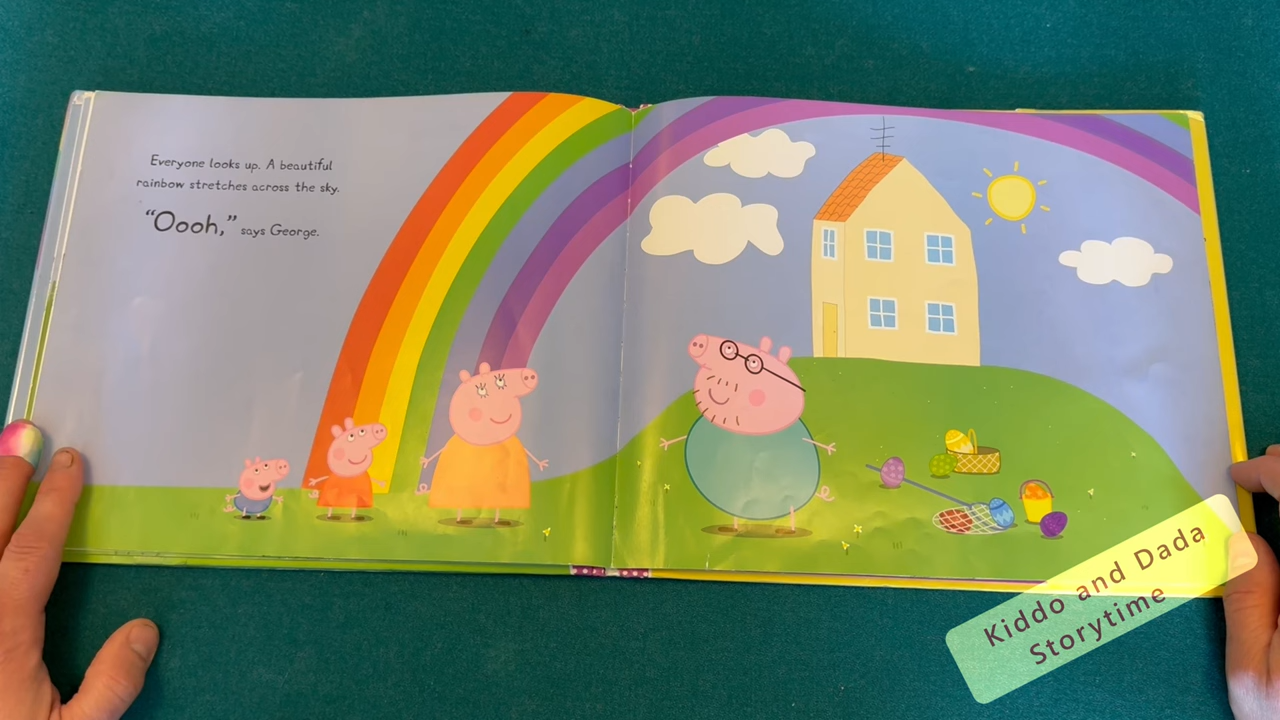 Everyone looks up. A beautiful
rainbow stretches across the sky.
“Oooh,” says George.
Kiddo and Dada
Storytime